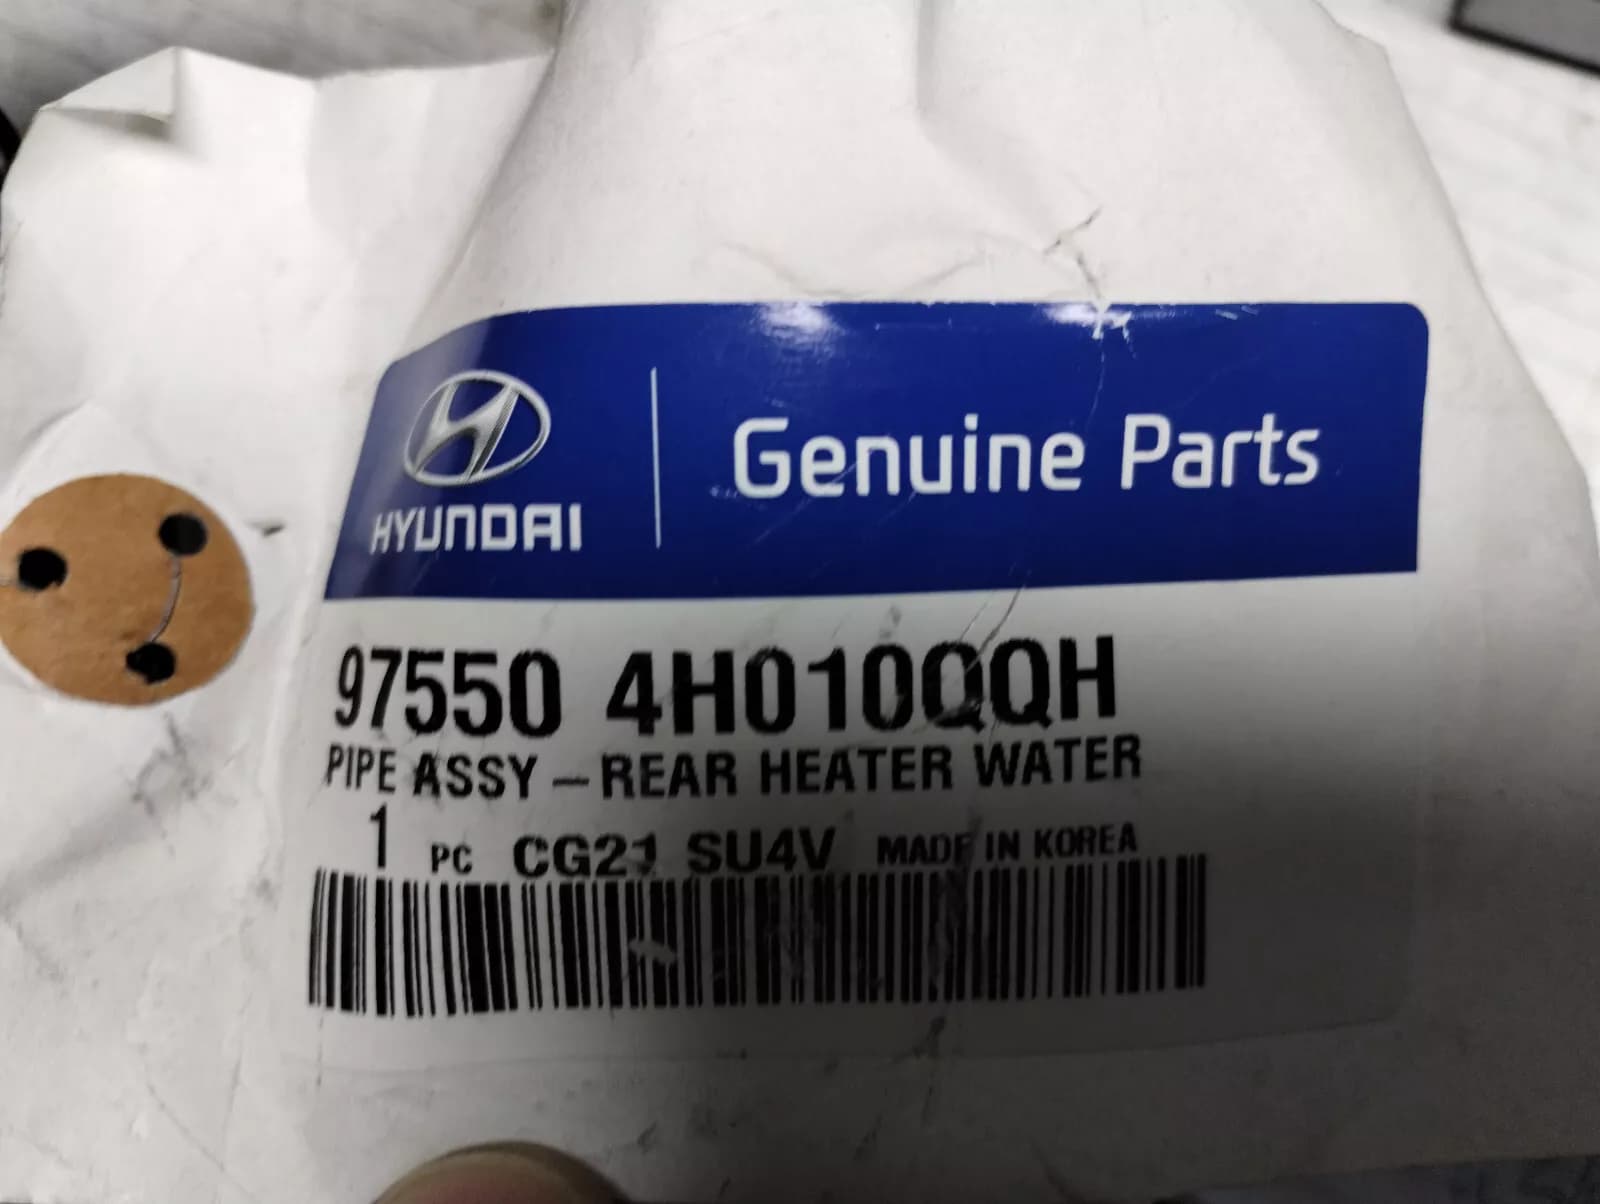 HYUNDAI
Genuine Parts
97550 4H010QQH
PIPE ASSY – REAR HEATER WATER
1 PC CG21 SU4V MADE IN KOREA